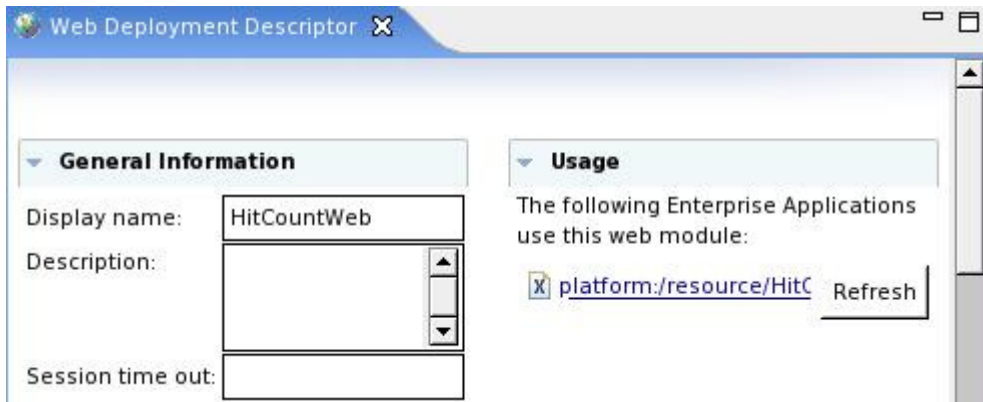 Web Deployment Descriptor
General Information
Display name: HitCountWeb
Description:
Session time out:
Usage
The following Enterprise Applications
use this web module:
platform:/resource/HitC Refresh